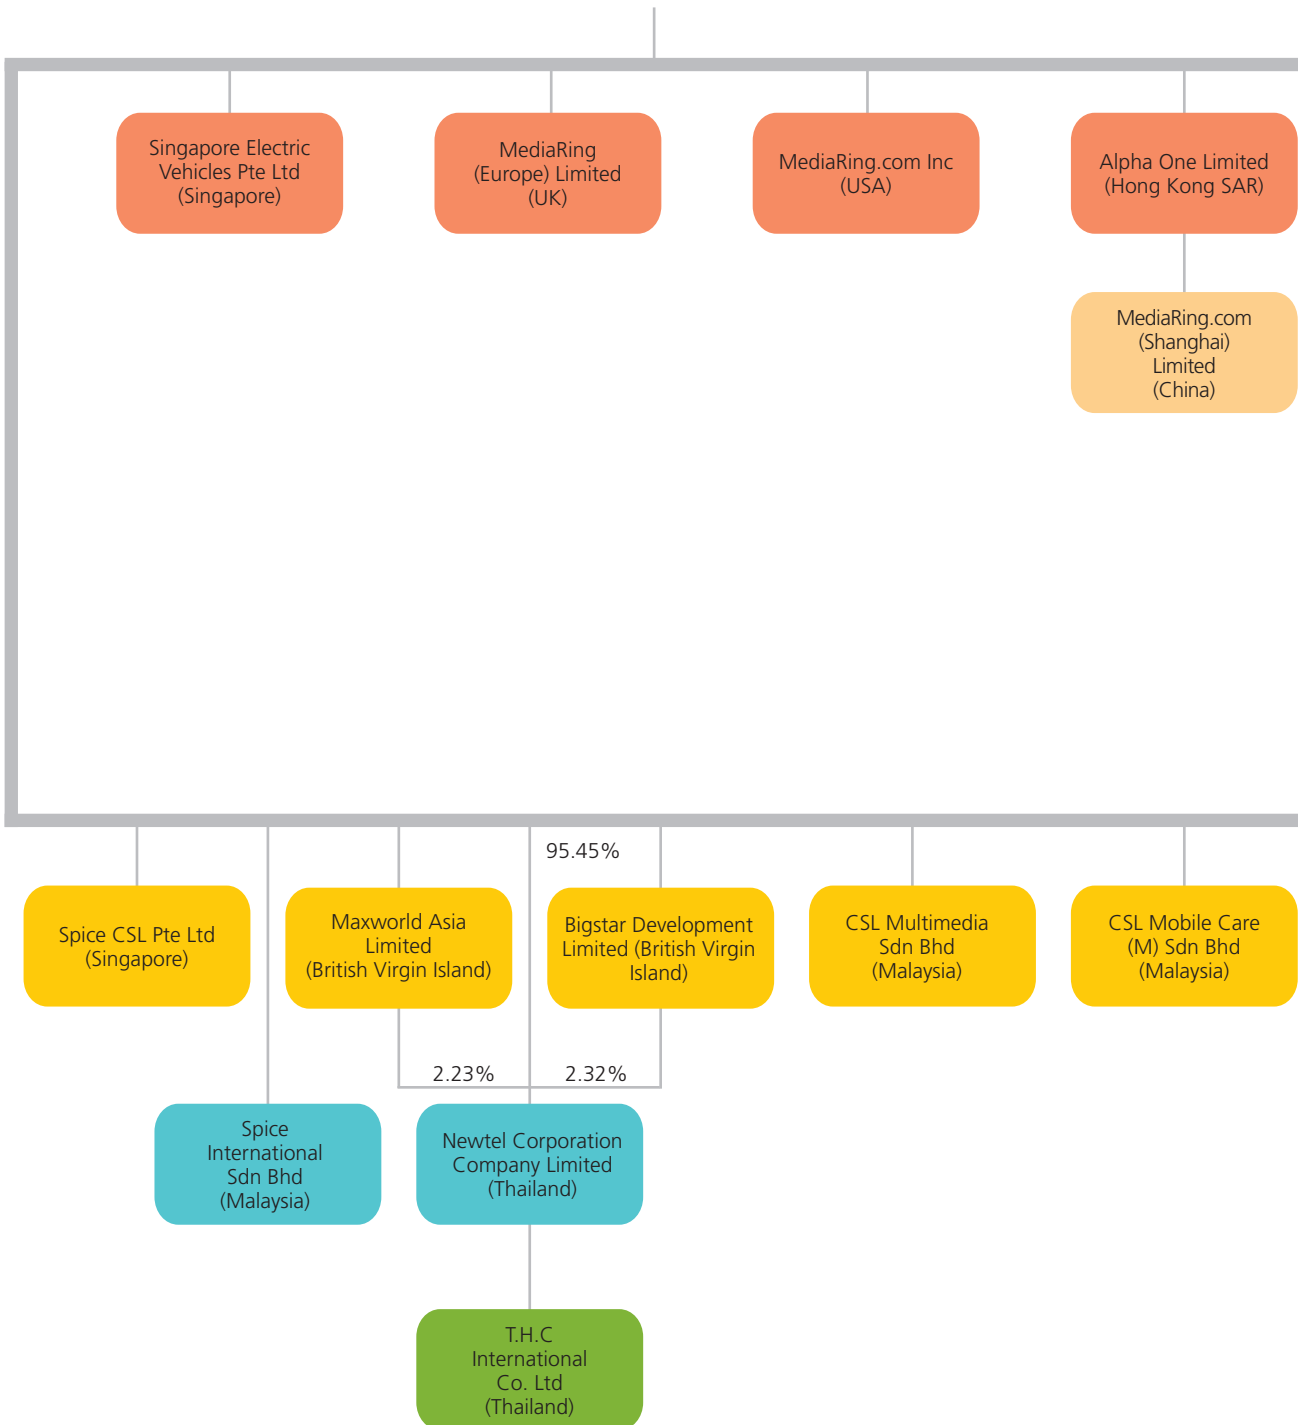 Singapore Electric
Vehicles Pte Ltd
(Singapore)
MediaRing
(Europe) Limited
(UK)
MediaRing.com Inc
(USA)
Alpha One Limited
(Hong Kong SAR)
MediaRing.com
(Shanghai)
Limited
(China)
95.45%
Spice CSL Pte Ltd
(Singapore)
Maxworld Asia
Limited
(British Virgin Island)
Bigstar Development
Limited (British Virgin
Island)
CSL Multimedia
Sdn Bhd
(Malaysia)
CSL Mobile Care
(M) Sdn Bhd
(Malaysia)
2.23%
2.32%
Spice
International
Sdn Bhd
(Malaysia)
Newtel Corporation
Company Limited
(Thailand)
T.H.C
International
Co. Ltd
(Thailand)